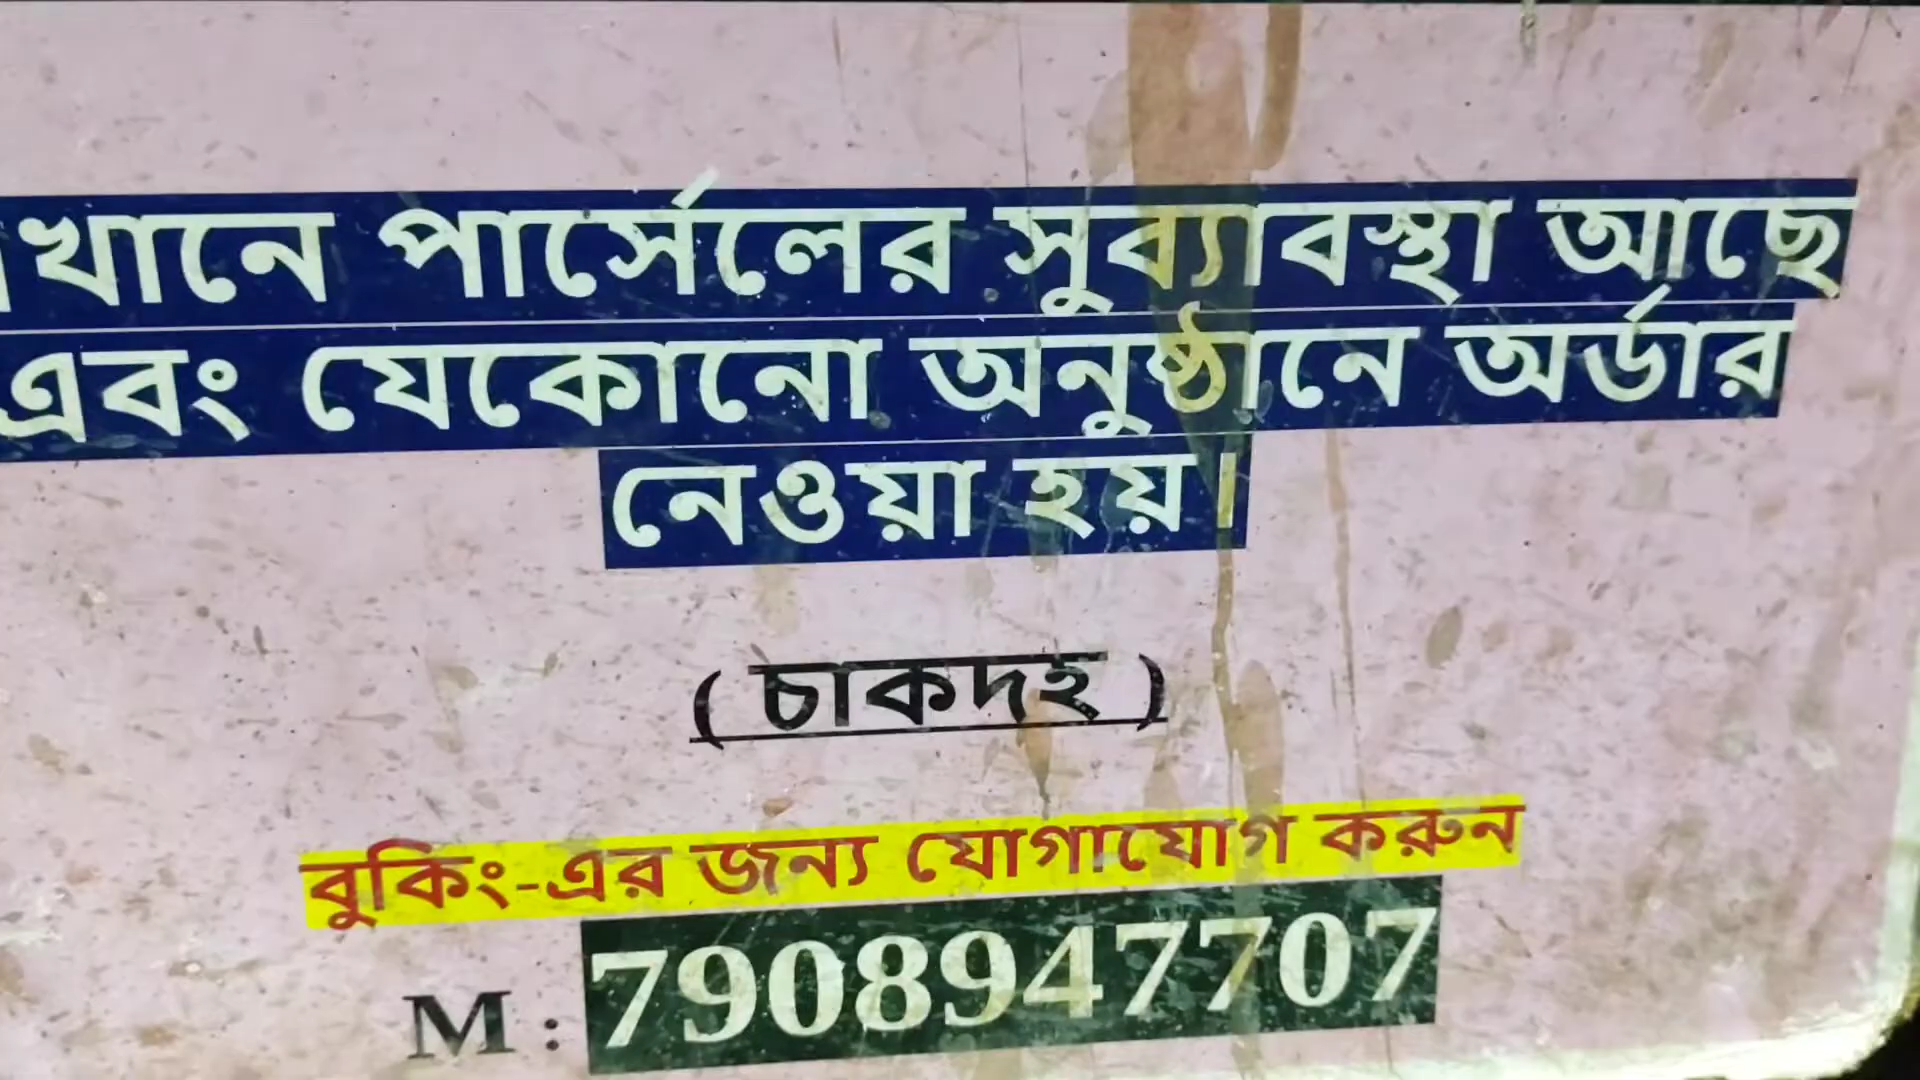 খানে পার্সেলের সুব্যাবস্থা আছে
এবং যেকোনো অনুষ্ঠানে অর্ডার
নেওয়া হয়।
( চাকদহ )
বুকিং-এর জন্য যোগাযোগ করুন
M : 7908947707